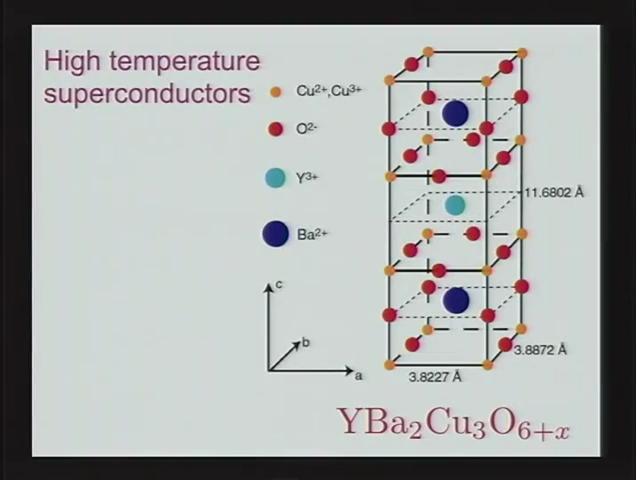 High temperature
superconductors
Cu²⁺,Cu³⁺
O²⁻
Y³⁺
Ba²⁺
c
b
a
11.6802 Å
3.8872 Å
3.8227 Å
YBa₂Cu₃O₆₊ₓ